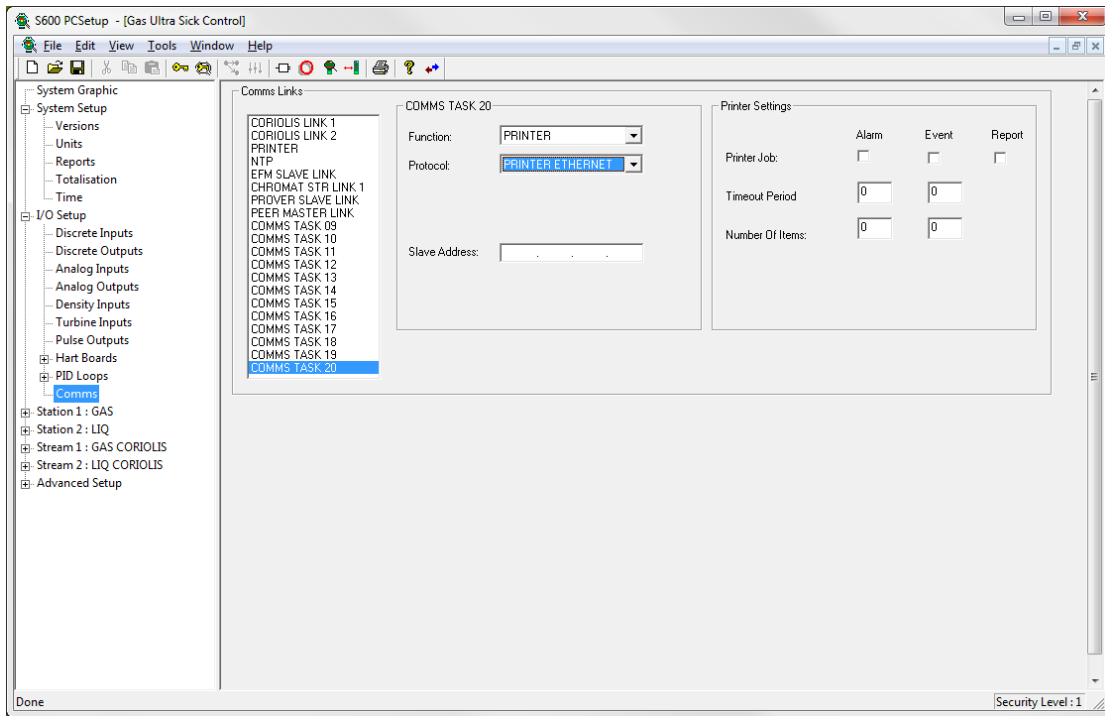 S600 PCSetup - [Gas Ultra Sick Control]
File Edit View Tools Window Help
System Graphic
System Setup
Versions
Units
Reports
Totalisation
Time
I/O Setup
Discrete Inputs
Discrete Outputs
Analog Inputs
Analog Outputs
Density Inputs
Turbine Inputs
Pulse Outputs
Hart Boards
PID Loops
Comms
Station 1 : GAS
Station 2 : LIQ
Stream 1 : GAS CORIOLIS
Stream 2 : LIQ CORIOLIS
Advanced Setup
Comms Links
CORIOLIS LINK 1
CORIOLIS LINK 2
PRINTER
NTP
EFM SLAVE LINK
CHROMAT STR LINK 1
PROVER SLAVE LINK
PEER MASTER LINK
COMMS TASK 09
COMMS TASK 10
COMMS TASK 11
COMMS TASK 12
COMMS TASK 13
COMMS TASK 14
COMMS TASK 15
COMMS TASK 16
COMMS TASK 17
COMMS TASK 18
COMMS TASK 19
COMMS TASK 20
COMMS TASK 20
Function: PRINTER
Protocol: PRINTER ETHERNET
Slave Address: . . .
Printer Settings
Alarm Event Report
Printer Job:
Timeout Period 0 0
Number Of Items: 0 0
Done
Security Level : 1